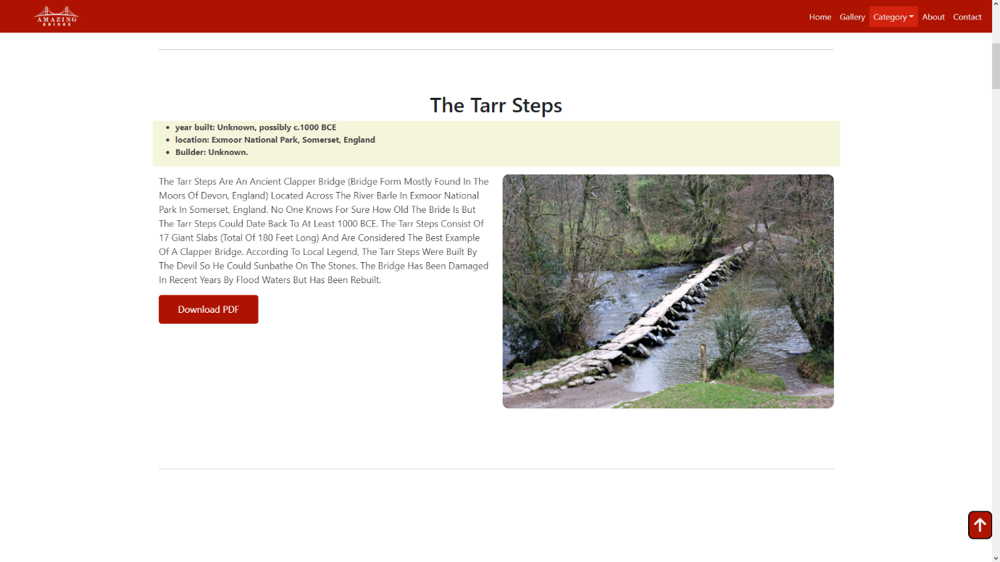 AMAZING
BRIDGE
Home Gallery Category About Contact
The Tarr Steps
year built: Unknown, possibly c.1000 BCE
location: Exmoor National Park, Somerset, England
Builder: Unknown.
The Tarr Steps Are An Ancient Clapper Bridge (Bridge Form Mostly Found In The
Moors Of Devon, England) Located Across The River Barle In Exmoor National
Park In Somerset, England. No One Knows For Sure How Old The Bride Is But
The Tarr Steps Could Date Back To At Least 1000 BCE. The Tarr Steps Consist Of
17 Giant Slabs (Total Of 180 Feet Long) And Are Considered The Best Example
Of A Clapper Bridge. According To Local Legend, The Tarr Steps Were Built By
The Devil So He Could Sunbathe On The Stones. The Bridge Has Been Damaged
In Recent Years By Flood Waters But Has Been Rebuilt.
Download PDF